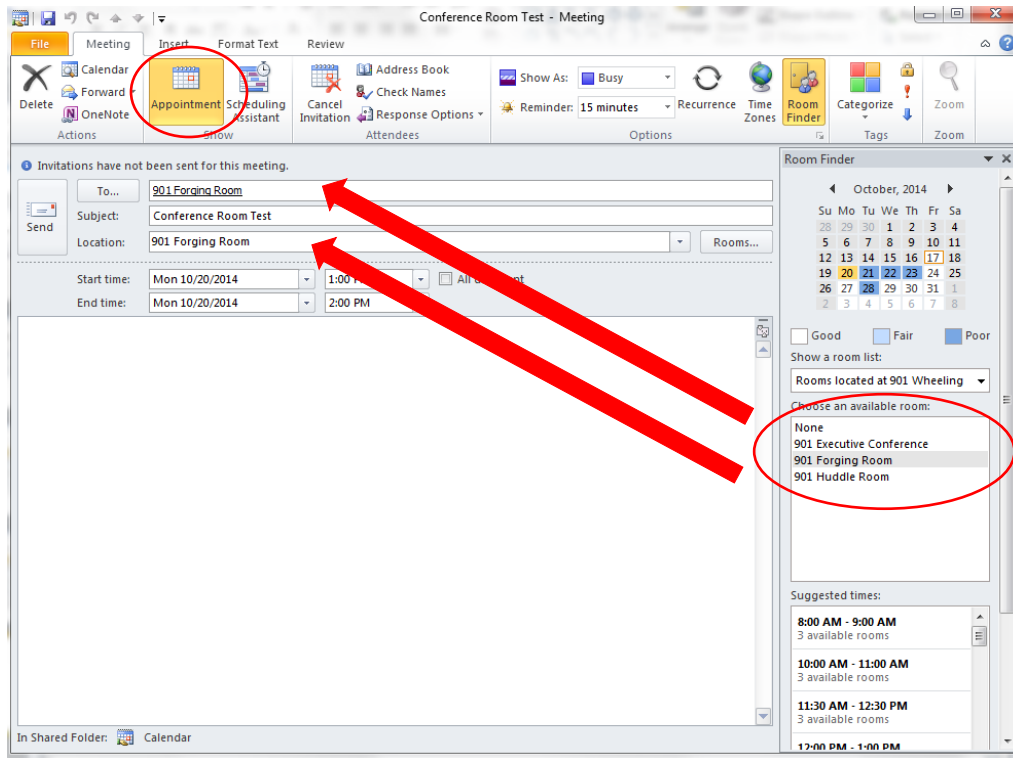 Conference Room Test - Meeting
File Meeting Insert Format Text Review
Delete
Calendar
Forward
OneNote
Actions
Appointment
Scheduling
Assistant
Show
Cancel
Invitation
Address Book
Check Names
Response Options
Attendees
Show As: Busy
Reminder: 15 minutes
Recurrence
Time
Zones
Options
Room
Finder
Categorize
Tags
Zoom
Zoom
Invitations have not been sent for this meeting.
Send
To... 901 Forging Room
Subject: Conference Room Test
Location: 901 Forging Room Rooms...
Start time: Mon 10/20/2014 1:00
End time: Mon 10/20/2014 2:00 PM
In Shared Folder: Calendar
Room Finder
October, 2014
Su Mo Tu We Th Fr Sa
28 29 30 1 2 3 4
5 6 7 8 9 10 11
12 13 14 15 16 17 18
19 20 21 22 23 24 25
26 27 28 29 30 31 1
2 3 4 5 6 7 8
Good Fair Poor
Show a room list:
Rooms located at 901 Wheeling
Choose an available room:
None
901 Executive Conference
901 Forging Room
901 Huddle Room
Suggested times:
8:00 AM - 9:00 AM
3 available rooms
10:00 AM - 11:00 AM
3 available rooms
11:30 AM - 12:30 PM
3 available rooms
12:00 PM - 1:00 PM